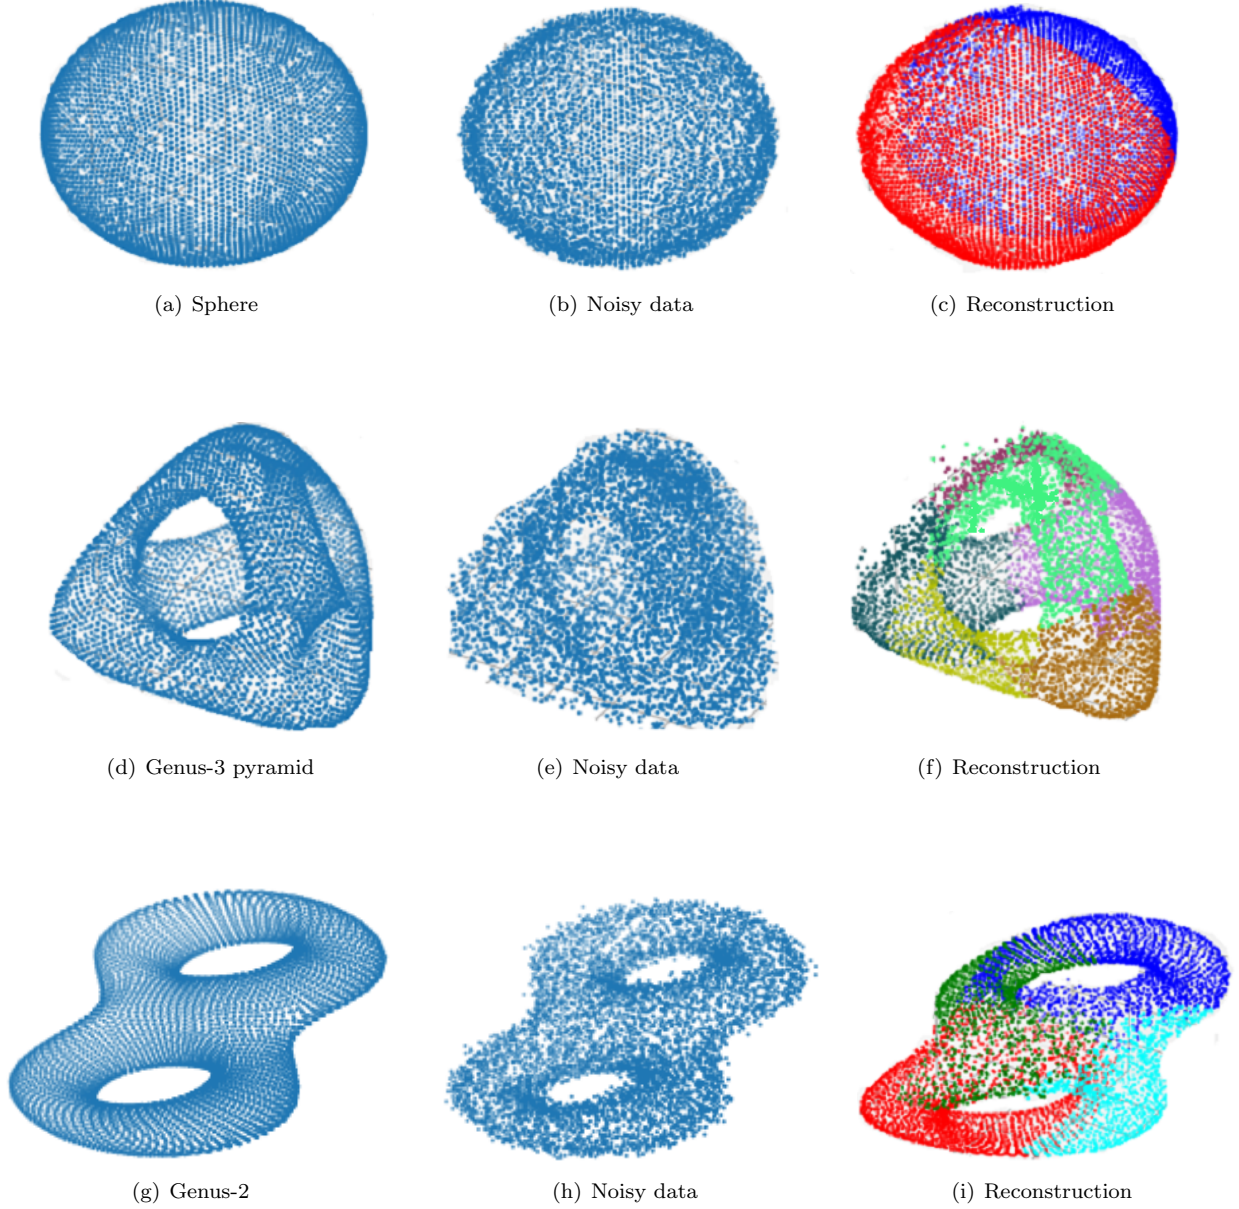 (a) Sphere
(b) Noisy data
(c) Reconstruction
(d) Genus-3 pyramid
(e) Noisy data
(f) Reconstruction
(g) Genus-2
(h) Noisy data
(i) Reconstruction